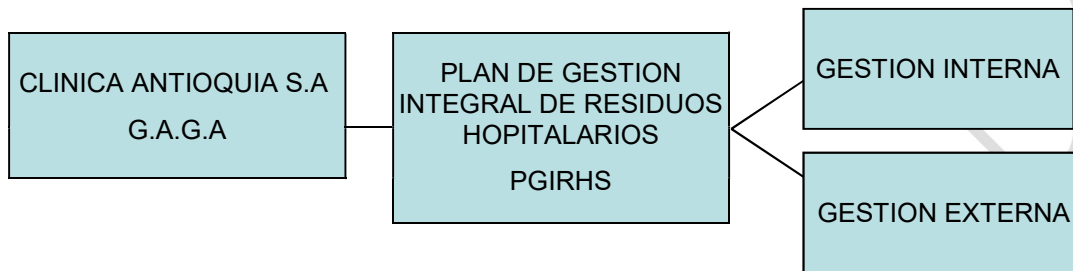 CLINICA ANTIOQUIA S.A
G.A.G.A
PLAN DE GESTION
INTEGRAL DE RESIDUOS
HOPITALARIOS
PGIRHS
GESTION INTERNA
GESTION EXTERNA